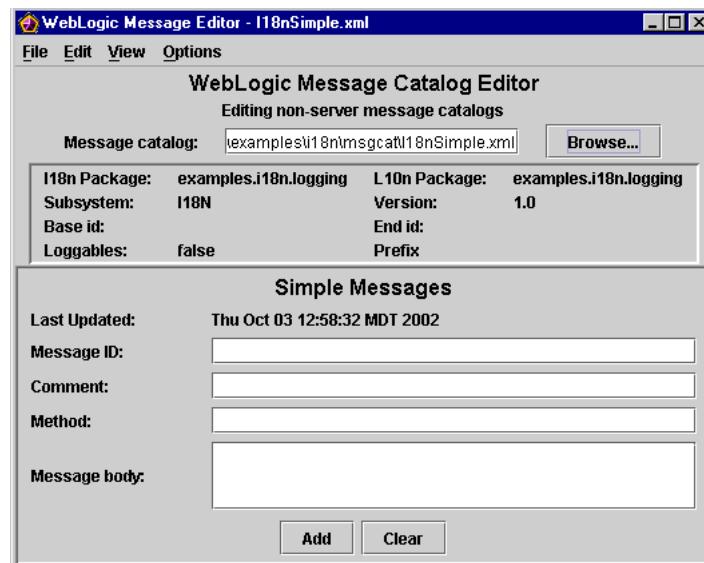 WebLogic Message Editor - I18nSimple.xml
File Edit View Options
WebLogic Message Catalog Editor
Editing non-server message catalogs
Message catalog: \examples\i18n\msgcat\I18nSimple.xml Browse...
I18n Package: examples.i18n.logging L10n Package: examples.i18n.logging
Subsystem: I18N Version: 1.0
Base id: End id:
Loggables: false Prefix
Simple Messages
Last Updated: Thu Oct 03 12:58:32 MDT 2002
Message ID:
Comment:
Method:
Message body:
Add Clear